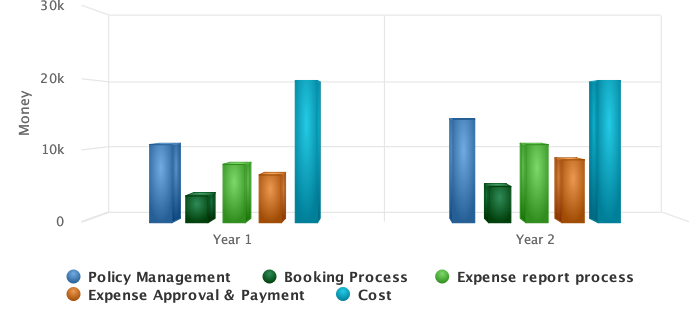 30k
20k
10k
0
Money
Year 1
Year 2
Policy Management
Booking Process
Expense report process
Expense Approval & Payment
Cost